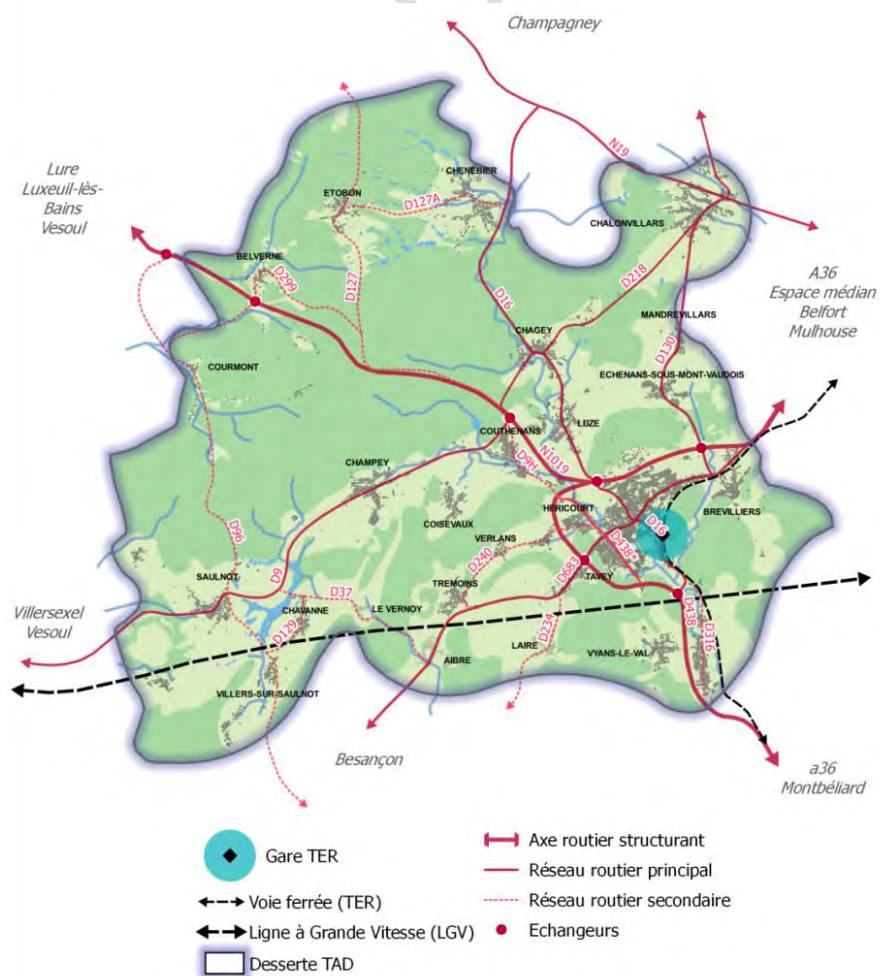 Champagney
N19
Lure
Luxeuil-lès-
Bains
Vesoul
CHENEBIER
ETOBON
D127A
CHALONVILLARS
BELVERNE
D299
D127
D16
D218
A36
Espace médian
Belfort
Mulhouse
MANDREVILLARS
CHAGEY
D130
COURMONT
ECHENANS-SOUS-MONT-VAUDOIS
COUTHENANS
LUZE
D9H
N1019
CHAMPEY
HERICOURT
BREVILLIERS
COISEVAUX
D16
VERLANS
D438
D96
D240
D683
SAULNOT
D9
TREMOINS
TAVEY
D37
CHAVANNE
LE VERNOY
D438
D316
Villersexel
Vesoul
D129
D234
LAIRE
VYANS-LE-VAL
AIBRE
VILLERS-SUR-SAULNOT
Besançon
a36
Montbéliard
Gare TER
Voie ferrée (TER)
Ligne à Grande Vitesse (LGV)
Desserte TAD
Axe routier structurant
Réseau routier principal
Réseau routier secondaire
Echangeurs